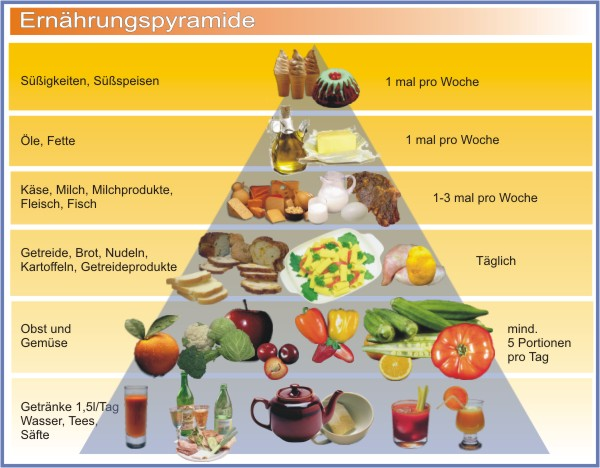 Ernährungspyramide
Süßigkeiten, Süßspeisen
1 mal pro Woche
Öle, Fette
1 mal pro Woche
Käse, Milch, Milchprodukte,
Fleisch, Fisch
1-3 mal pro Woche
Getreide, Brot, Nudeln,
Kartoffeln, Getreideprodukte
Täglich
Obst und
Gemüse
mind.
5 Portionen
pro Tag
Getränke 1,5l/Tag
Wasser, Tees,
Säfte